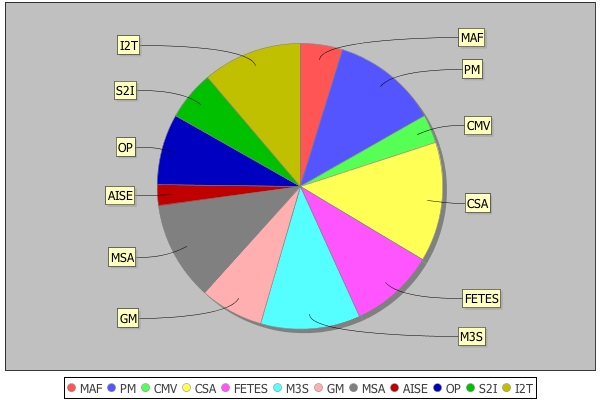 I2T
MAF
PM
S2I
CMV
OP
AISE
CSA
MSA
FETES
GM
M3S
MAF PM CMV CSA FETES M3S GM MSA AISE OP S2I I2T